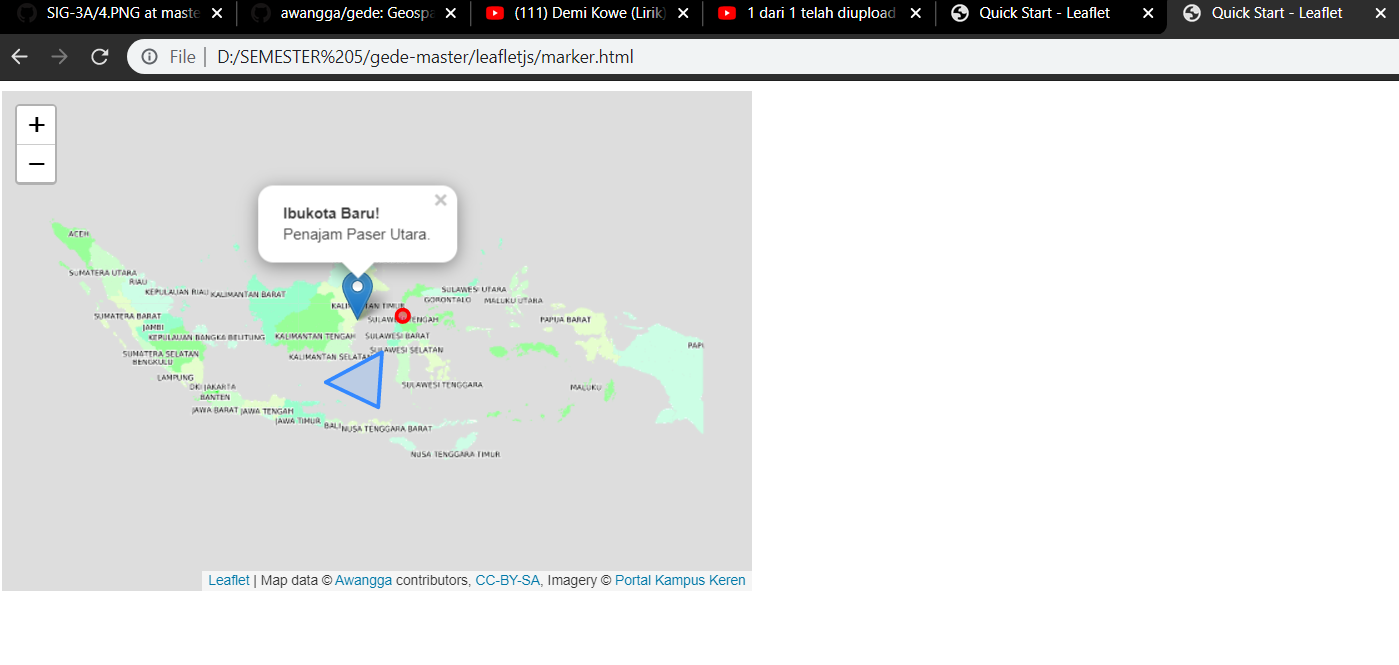 SIG-3A/4.PNG at maste
awangga/gede: Geospa
(111) Demi Kowe (Lirik)
1 dari 1 telah diupload
Quick Start - Leaflet
Quick Start - Leaflet
File | D:/SEMESTER%205/gede-master/leafletjs/marker.html
+
−
Ibukota Baru!
Penajam Paser Utara.
ACEH
SUMATERA UTARA
RIAU
KEPULAUAN RIAU
KALIMANTAN BARAT
KALIMANTAN TIMUR
SULAWESI UTARA
GORONTALO
MALUKU UTARA
SUMATERA BARAT
JAMBI
SULAW ENGAH
PAPUA BARAT
KEPULAUAN BANGKA BELITUNG
KALIMANTAN TENGAH
SULAWESI BARAT
PAPU
SUMATERA SELATAN
BENGKULU
KALIMANTAN SELATAN
SULAWESI SELATAN
LAMPUNG
DKI JAKARTA
BANTEN
SULAWESI TENGGARA
MALUKU
JAWA BARAT
JAWA TENGAH
JAWA TIMUR
BALI
NUSA TENGGARA BARAT
NUSA TENGGARA TIMUR
Leaflet | Map data © Awangga contributors, CC-BY-SA, Imagery © Portal Kampus Keren